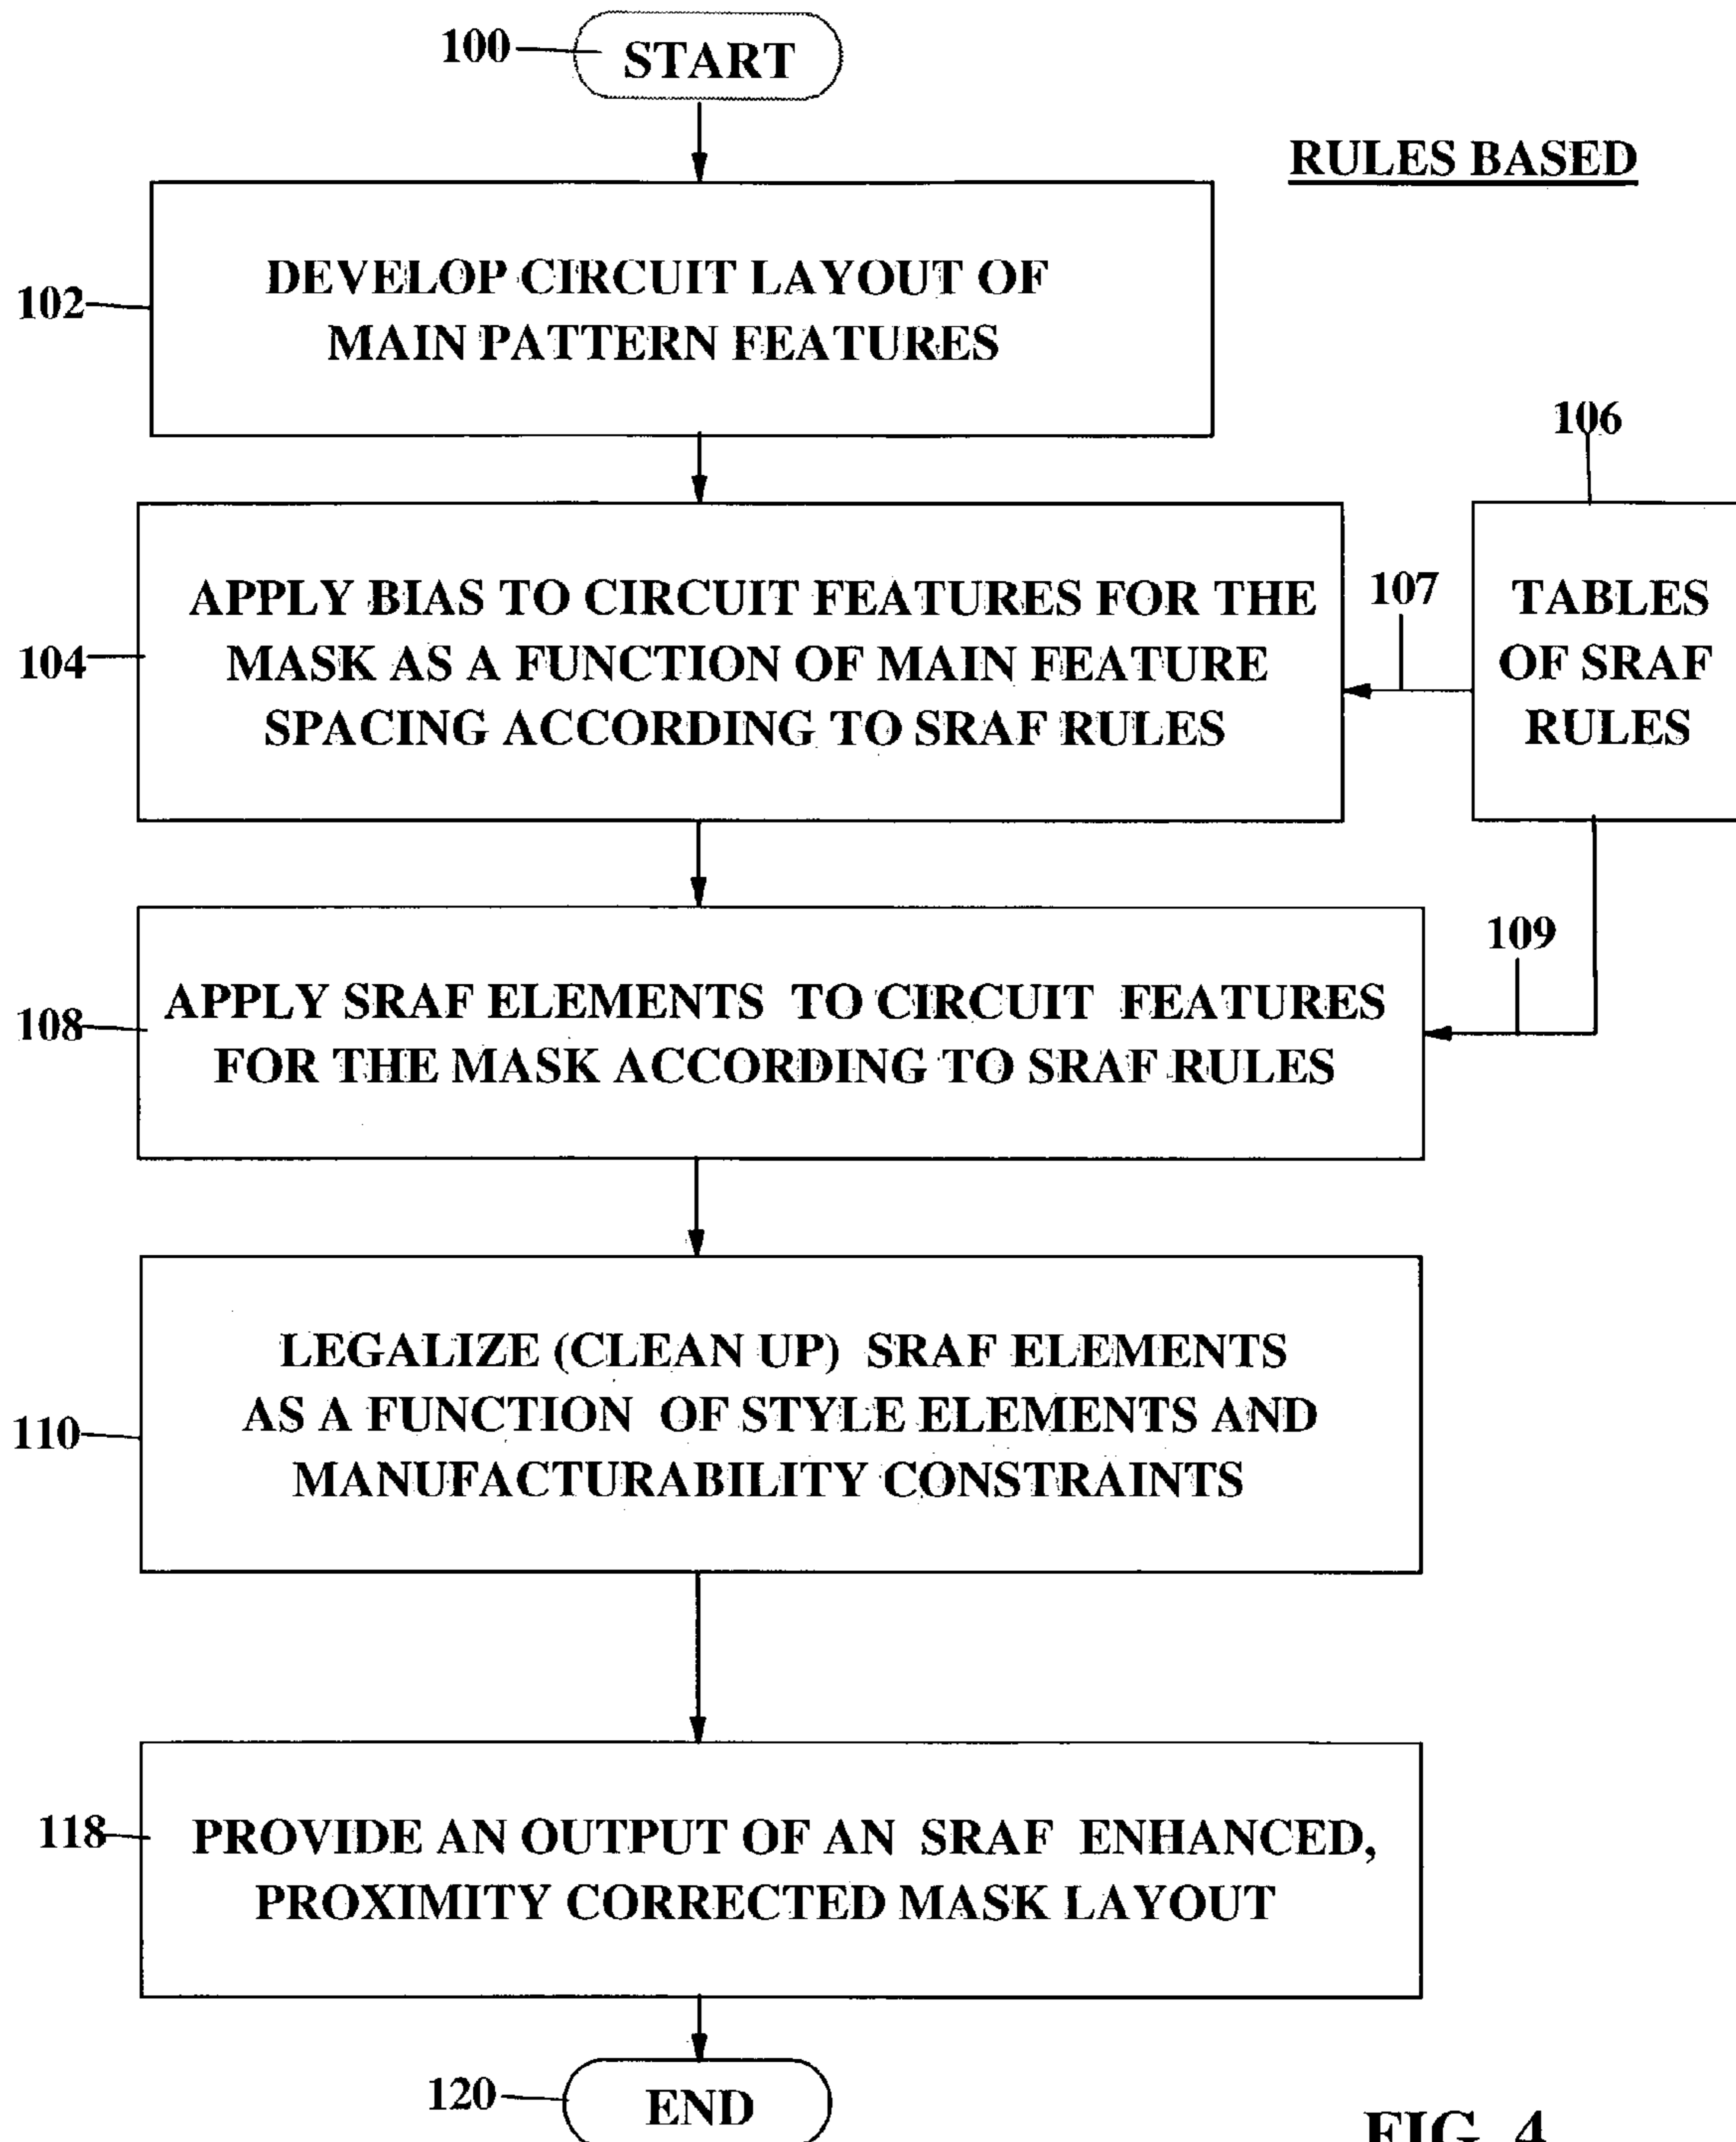 100
START
RULES BASED
102
DEVELOP CIRCUIT LAYOUT OF
MAIN PATTERN FEATURES
106
104
APPLY BIAS TO CIRCUIT FEATURES FOR THE
MASK AS A FUNCTION OF MAIN FEATURE
SPACING ACCORDING TO SRAF RULES
107
TABLES
OF SRAF
RULES
109
108
APPLY SRAF ELEMENTS TO CIRCUIT FEATURES
FOR THE MASK ACCORDING TO SRAF RULES
110
LEGALIZE (CLEAN UP) SRAF ELEMENTS
AS A FUNCTION OF STYLE ELEMENTS AND
MANUFACTURABILITY CONSTRAINTS
118
PROVIDE AN OUTPUT OF AN SRAF ENHANCED,
PROXIMITY CORRECTED MASK LAYOUT
120
END
FIG. 4